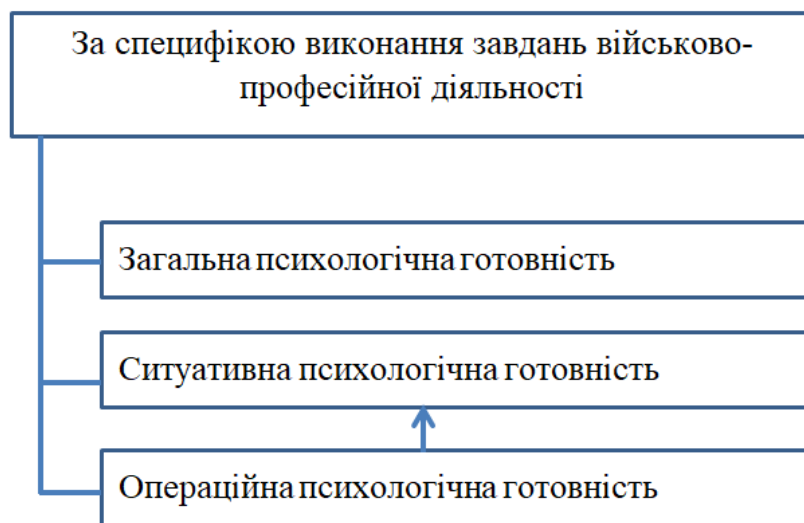 За специфікою виконання завдань військово-
професійної діяльності
Загальна психологічна готовність
Ситуативна психологічна готовність
Операційна психологічна готовність